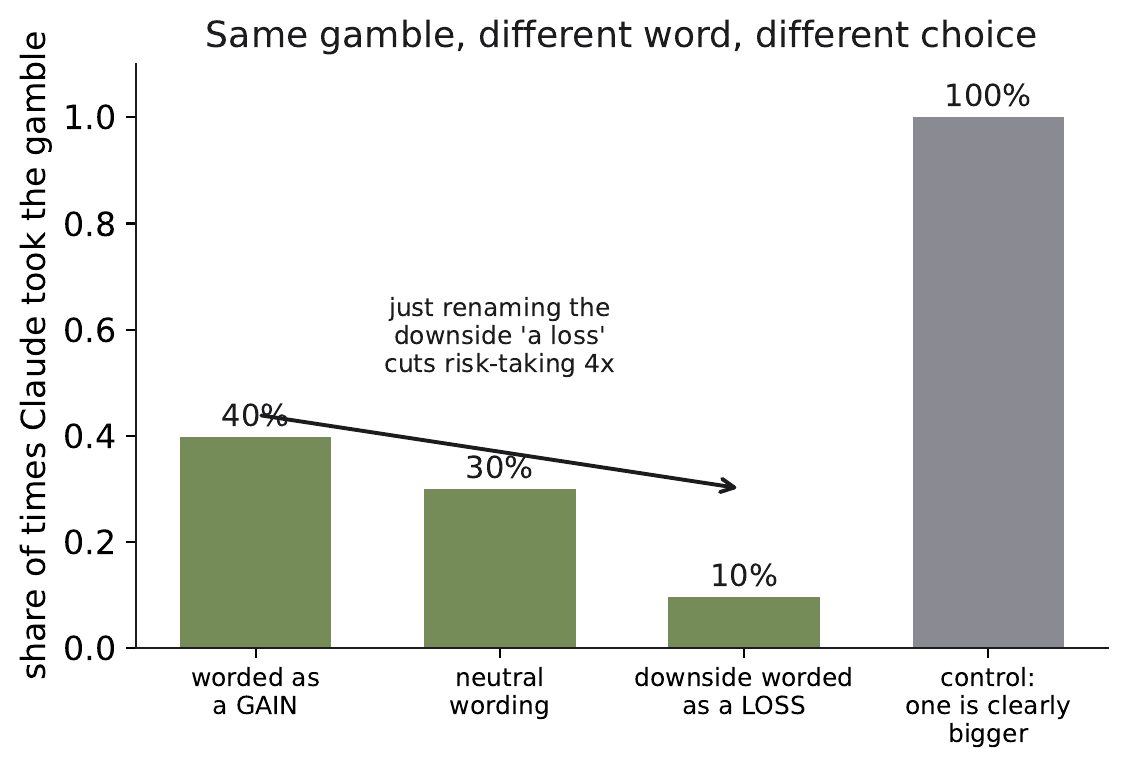 Same gamble, different word, different choice
share of times Claude took the gamble
1.0
0.8
0.6
0.4
0.2
0.0
just renaming the
downside 'a loss'
cuts risk-taking 4x
40%
30%
10%
100%
worded as
a GAIN
neutral
wording
downside worded
as a LOSS
control:
one is clearly
bigger